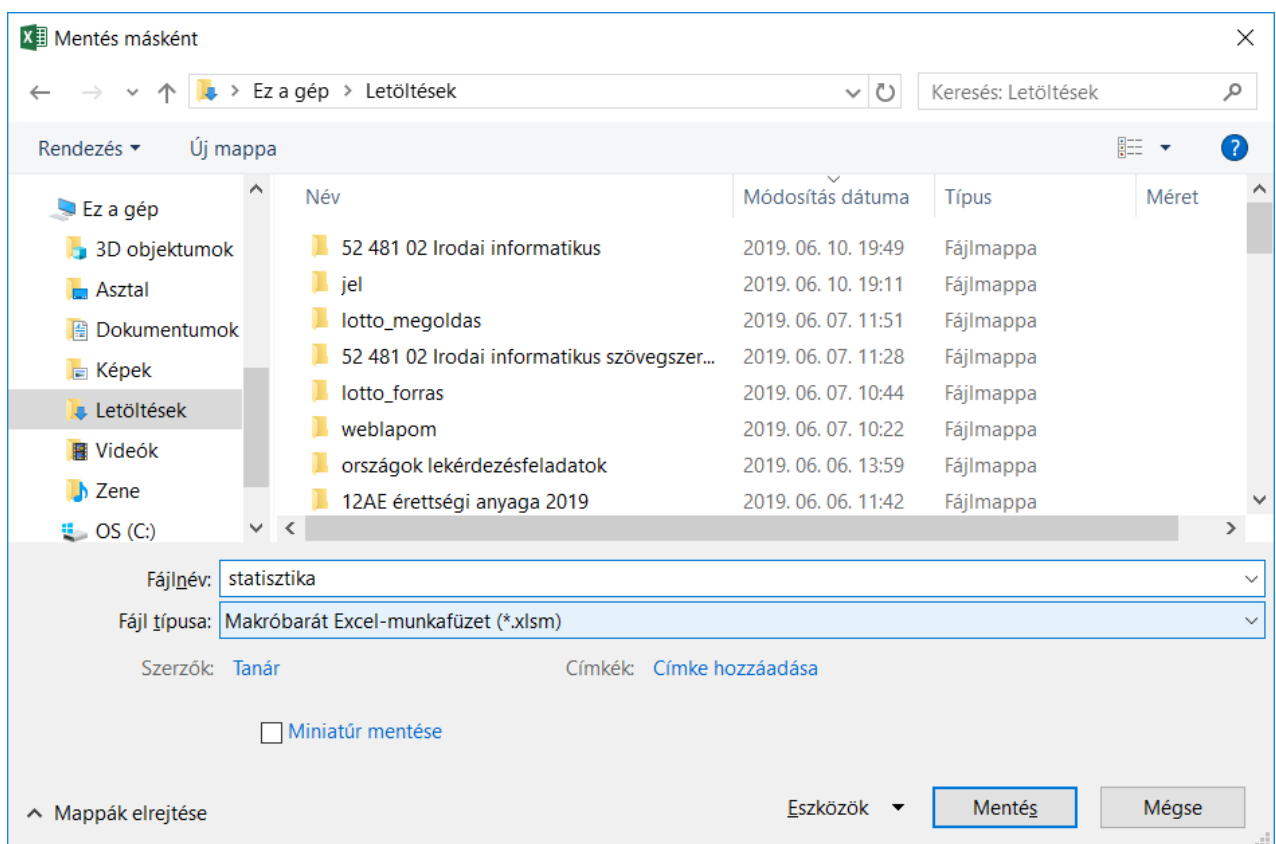 Mentés másként
Ez a gép > Letöltések
Keresés: Letöltések
Rendezés
Új mappa
?
Név
Módosítás dátuma
Típus
Méret
Ez a gép
3D objektumok
Asztal
Dokumentumok
Képek
Letöltések
Videók
Zene
OS (C:)
52 481 02 Irodai informatikus 2019. 06. 10. 19:49 Fájlmappa
jel 2019. 06. 10. 19:11 Fájlmappa
lotto_megoldas 2019. 06. 07. 11:51 Fájlmappa
52 481 02 Irodai informatikus szövegszer... 2019. 06. 07. 11:28 Fájlmappa
lotto_forras 2019. 06. 07. 10:44 Fájlmappa
weblapom 2019. 06. 07. 10:22 Fájlmappa
országok lekérdezésfeladatok 2019. 06. 06. 13:59 Fájlmappa
12AE érettségi anyaga 2019 2019. 06. 06. 11:42 Fájlmappa
Fájlnév: statisztika
Fájl típusa: Makróbarát Excel-munkafüzet (*.xlsm)
Szerzők: Tanár
Címkék: Címke hozzáadása
Miniatűr mentése
Mappák elrejtése
Eszközök
Mentés
Mégse